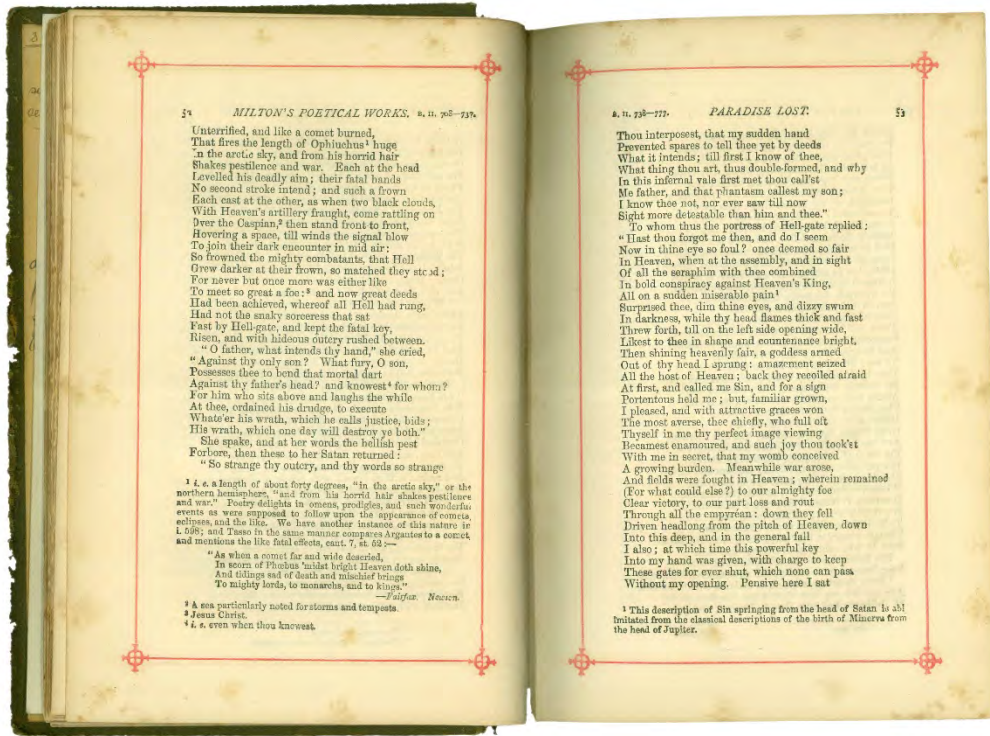 52 MILTON'S POETICAL WORKS. B. II. 708—737.
Unterrified, and like a comet burned,
That fires the length of Ophiuchus¹ huge
In the arctic sky, and from his horrid hair
Shakes pestilence and war. Each at the head
Levelled his deadly aim; their fatal hands
No second stroke intend; and such a frown
Each cast at the other, as when two black clouds,
With Heaven's artillery fraught, come rattling on
Over the Caspian,² then stand front to front,
Hovering a space, till winds the signal blow
To join their dark encounter in mid air:
So frowned the mighty combatants, that Hell
Grew darker at their frown, so matched they stood;
For never but once more was either like
To meet so great a foe:³ and now great deeds
Had been achieved, whereof all Hell had rung,
Had not the snaky sorceress that sat
Fast by Hell-gate, and kept the fatal key,
Risen, and with hideous outcry rushed between.
"O father, what intends thy hand," she cried,
"Against thy only son? What fury, O son,
Possesses thee to bend that mortal dart
Against thy father's head? and knowest⁴ for whom?
For him who sits above and laughs the while
At thee, ordained his drudge, to execute
Whate'er his wrath, which he calls justice, bids;
His wrath, which one day will destroy ye both."
She spake, and at her words the hellish pest
Forbore, then these to her Satan returned:
"So strange thy outcry, and thy words so strange
¹ i. e. a length of about forty degrees, "in the arctic sky," or the
northern hemisphere, "and from his horrid hair shakes pestilence
and war." Poetry delights in omens, prodigies, and such wonderful
events as were supposed to follow upon the appearance of comets,
eclipses, and the like. We have another instance of this nature in
i. 598; and Tasso in the same manner compares Argantes to a comet,
and mentions the like fatal effects, cant. 7, st. 52:—
"As when a comet far and wide descried,
In scorn of Phœbus 'midst bright Heaven doth shine,
And tidings sad of death and mischief brings
To mighty lords, to monarchs, and to kings."
—Fairfax. Newton.
² A sea particularly noted for storms and tempests.
³ Jesus Christ.
⁴ i. e. even when thou knowest.
B. II. 738—777. PARADISE LOST. 53
Thou interposest, that my sudden hand
Prevented spares to tell thee yet by deeds
What it intends; till first I know of thee,
What thing thou art, thus double-formed, and why
In this infernal vale first met thou call'st
Me father, and that phantasm callest my son;
I know thee not, nor ever saw till now
Sight more detestable than him and thee."
To whom thus the portress of Hell-gate replied:
"Hast thou forgot me then, and do I seem
Now in thine eye so foul? once deemed so fair
In Heaven, when at the assembly, and in sight
Of all the seraphim with thee combined
In bold conspiracy against Heaven's King,
All on a sudden miserable pain¹
Surprised thee, dim thine eyes, and dizzy swum
In darkness, while thy head flames thick and fast
Threw forth, till on the left side opening wide,
Likest to thee in shape and countenance bright,
Then shining heavenly fair, a goddess armed
Out of thy head I sprung: amazement seized
All the host of Heaven; back they recoiled afraid
At first, and called me Sin, and for a sign
Portentous held me; but, familiar grown,
I pleased, and with attractive graces won
The most averse, thee chiefly, who full oft
Thyself in me thy perfect image viewing
Becamest enamoured, and such joy thou took'st
With me in secret, that my womb conceived
A growing burden. Meanwhile war arose,
And fields were fought in Heaven; wherein remained
(For what could else?) to our almighty foe
Clear victory, to our part loss and rout
Through all the empyréan: down they fell
Driven headlong from the pitch of Heaven, down
Into this deep, and in the general fall
I also; at which time this powerful key
Into my hand was given, with charge to keep
These gates for ever shut, which none can pass
Without my opening. Pensive here I sat
¹ This description of Sin springing from the head of Satan is abl
imitated from the classical descriptions of the birth of Minerva from
the head of Jupiter.